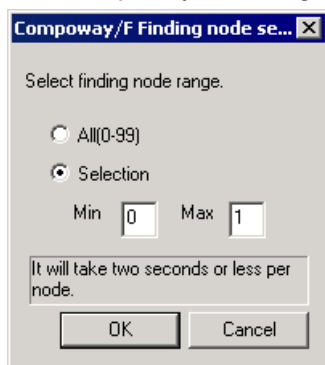 Compoway/F Finding node se...
Select finding node range.
All(0-99)
Selection
Min 0 Max 1
It will take two seconds or less per
node.
OK Cancel